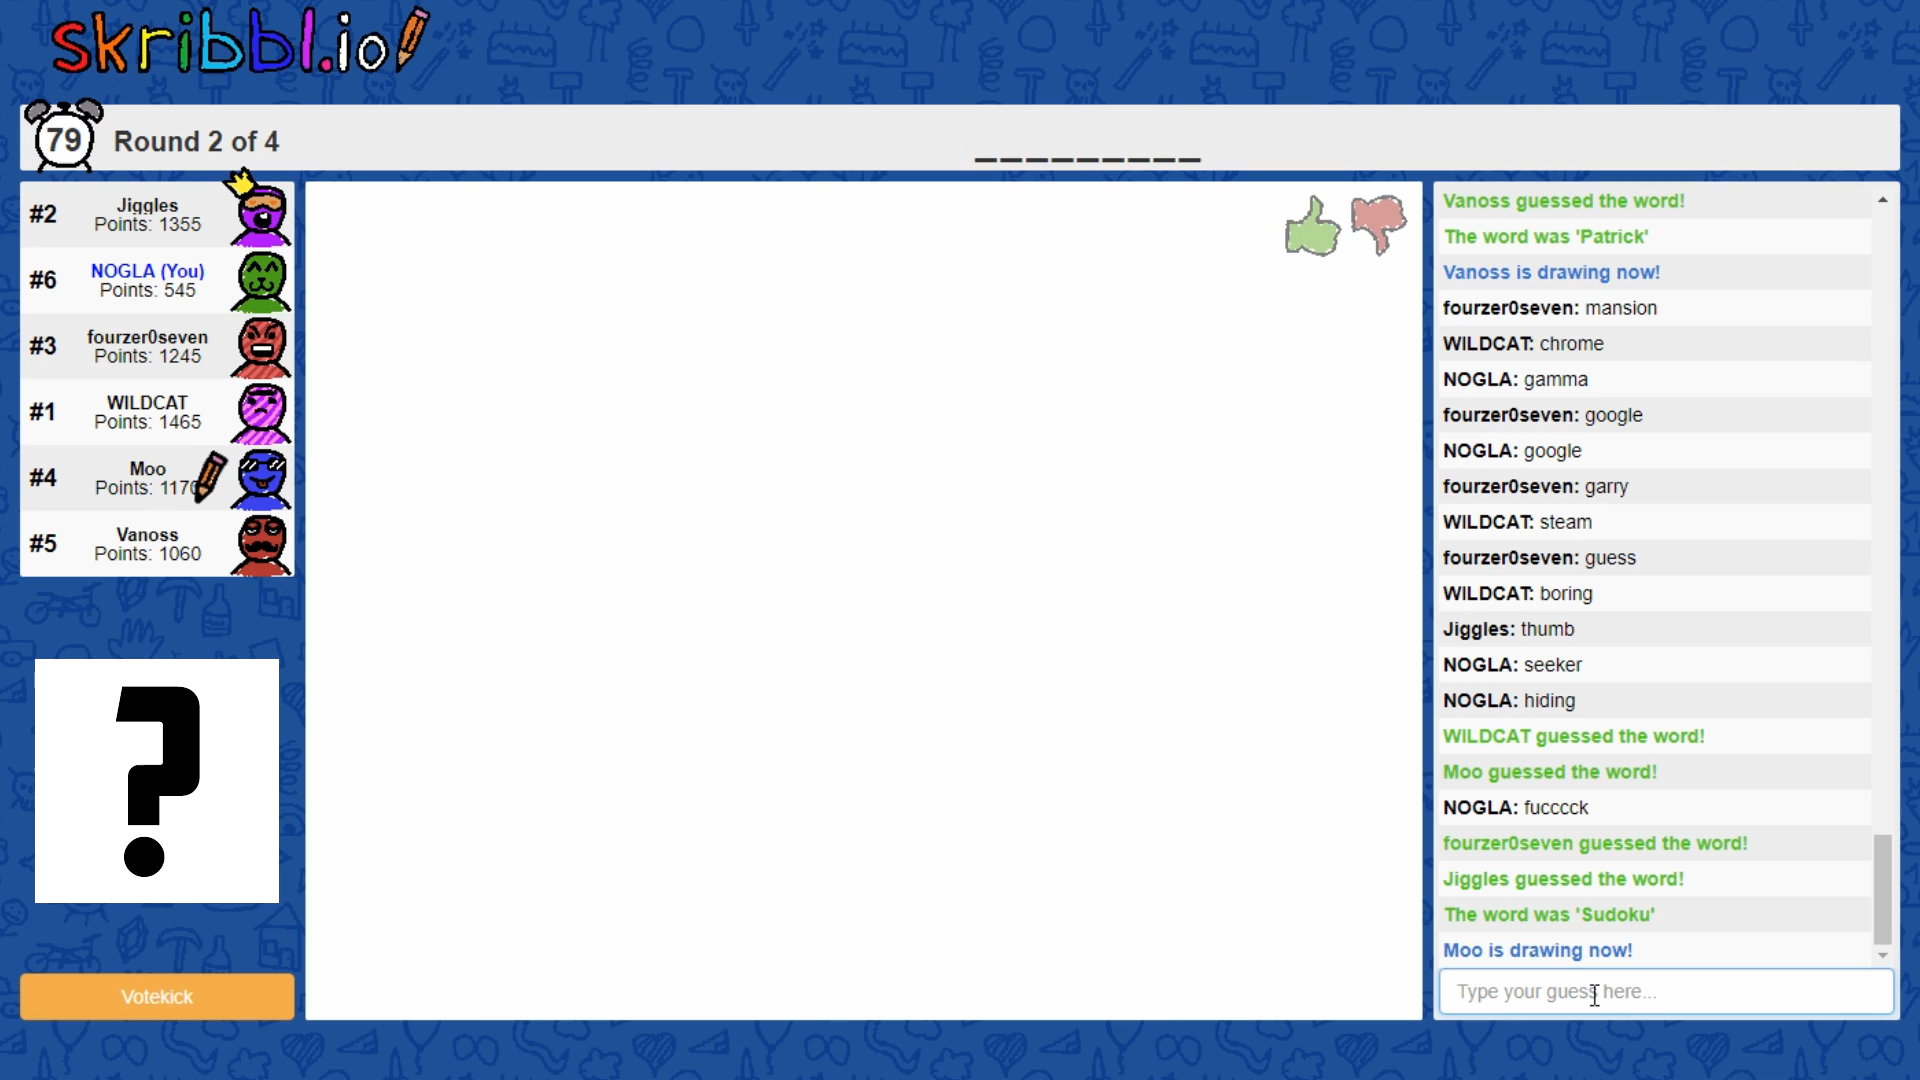 skribbl.io
79
Round 2 of 4
_________
#2
Jiggles
Points: 1355
#6
NOGLA (You)
Points: 545
#3
fourzer0seven
Points: 1245
#1
WILDCAT
Points: 1465
#4
Moo
Points: 1170
#5
Vanoss
Points: 1060
?
Votekick
Vanoss guessed the word!
The word was 'Patrick'
Vanoss is drawing now!
fourzer0seven: mansion
WILDCAT: chrome
NOGLA: gamma
fourzer0seven: google
NOGLA: google
fourzer0seven: garry
WILDCAT: steam
fourzer0seven: guess
WILDCAT: boring
Jiggles: thumb
NOGLA: seeker
NOGLA: hiding
WILDCAT guessed the word!
Moo guessed the word!
NOGLA: fucccck
fourzer0seven guessed the word!
Jiggles guessed the word!
The word was 'Sudoku'
Moo is drawing now!
Type your guess here...